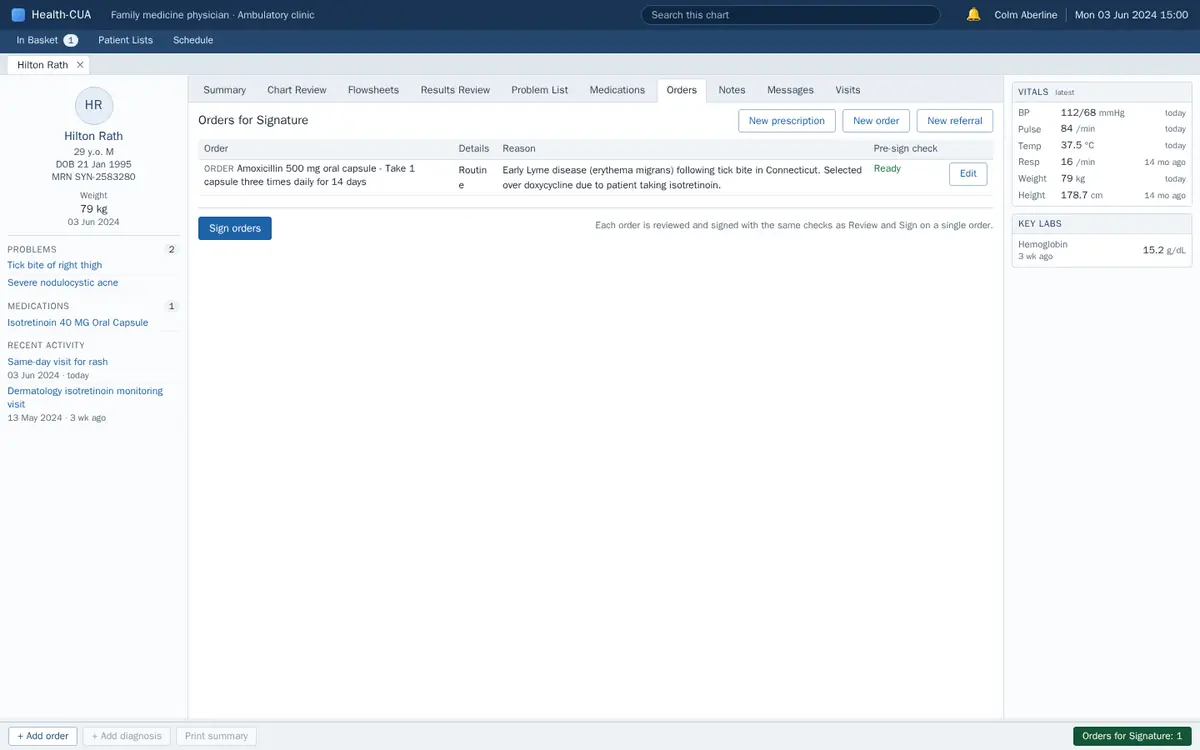 Health-CUA Family medicine physician · Ambulatory clinic Search this chart 🔔 Colm Aberline Mon 03 Jun 2024 15:00
In Basket 1 Patient Lists Schedule
Hilton Rath ✕
HR
Hilton Rath
29 y.o. M
DOB 21 Jan 1995
MRN SYN-2583280
Weight
79 kg
03 Jun 2024
PROBLEMS 2
Tick bite of right thigh
Severe nodulocystic acne
MEDICATIONS 1
Isotretinoin 40 MG Oral Capsule
RECENT ACTIVITY
Same-day visit for rash
03 Jun 2024 · today
Dermatology isotretinoin monitoring
visit
13 May 2024 · 3 wk ago
Summary Chart Review Flowsheets Results Review Problem List Medications Orders Notes Messages Visits
Orders for Signature New prescription New order New referral
Order Details Reason Pre-sign check
ORDER Amoxicillin 500 mg oral capsule - Take 1
capsule three times daily for 14 days
Routin
e
Early Lyme disease (erythema migrans) following tick bite in Connecticut. Selected
over doxycycline due to patient taking isotretinoin.
Ready Edit
Sign orders Each order is reviewed and signed with the same checks as Review and Sign on a single order.
VITALS latest
BP 112/68 mmHg today
Pulse 84 /min today
Temp 37.5 °C today
Resp 16 /min 14 mo ago
Weight 79 kg today
Height 178.7 cm 14 mo ago
KEY LABS
Hemoglobin
3 wk ago
15.2 g/dL
+ Add order + Add diagnosis Print summary Orders for Signature: 1